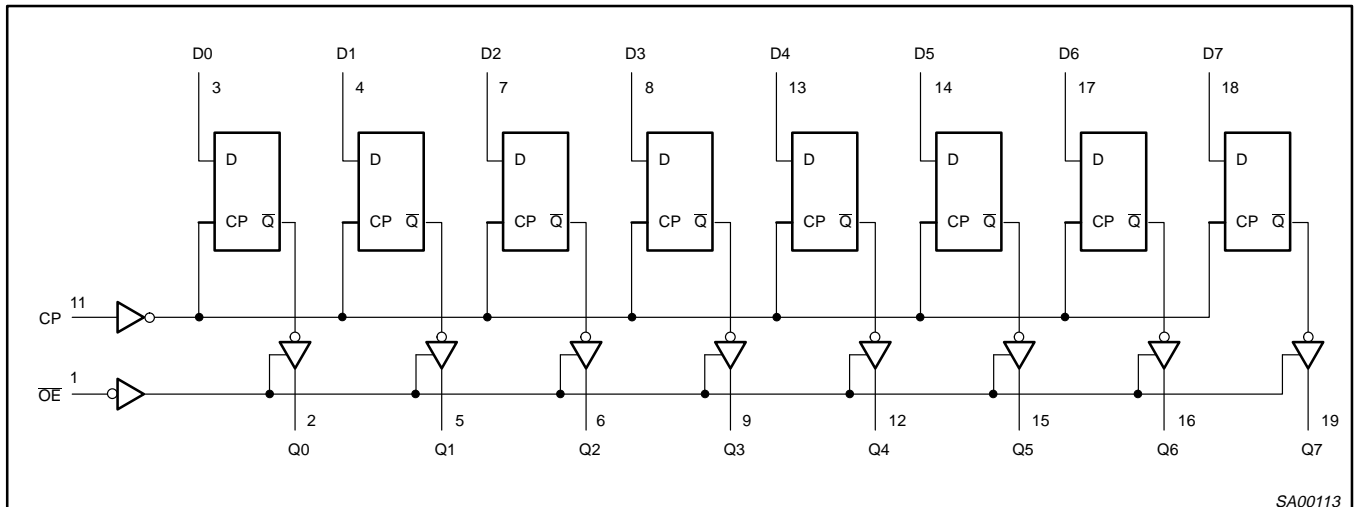 D0 D1 D2 D3 D4 D5 D6 D7
3 4 7 8 13 14 17 18
D D D D D D D D
CP Q̅ CP Q̅ CP Q̅ CP Q̅ CP Q̅ CP Q̅ CP Q̅ CP Q̅
CP 11
O̅E̅ 1
2 5 6 9 12 15 16 19
Q0 Q1 Q2 Q3 Q4 Q5 Q6 Q7
SA00113